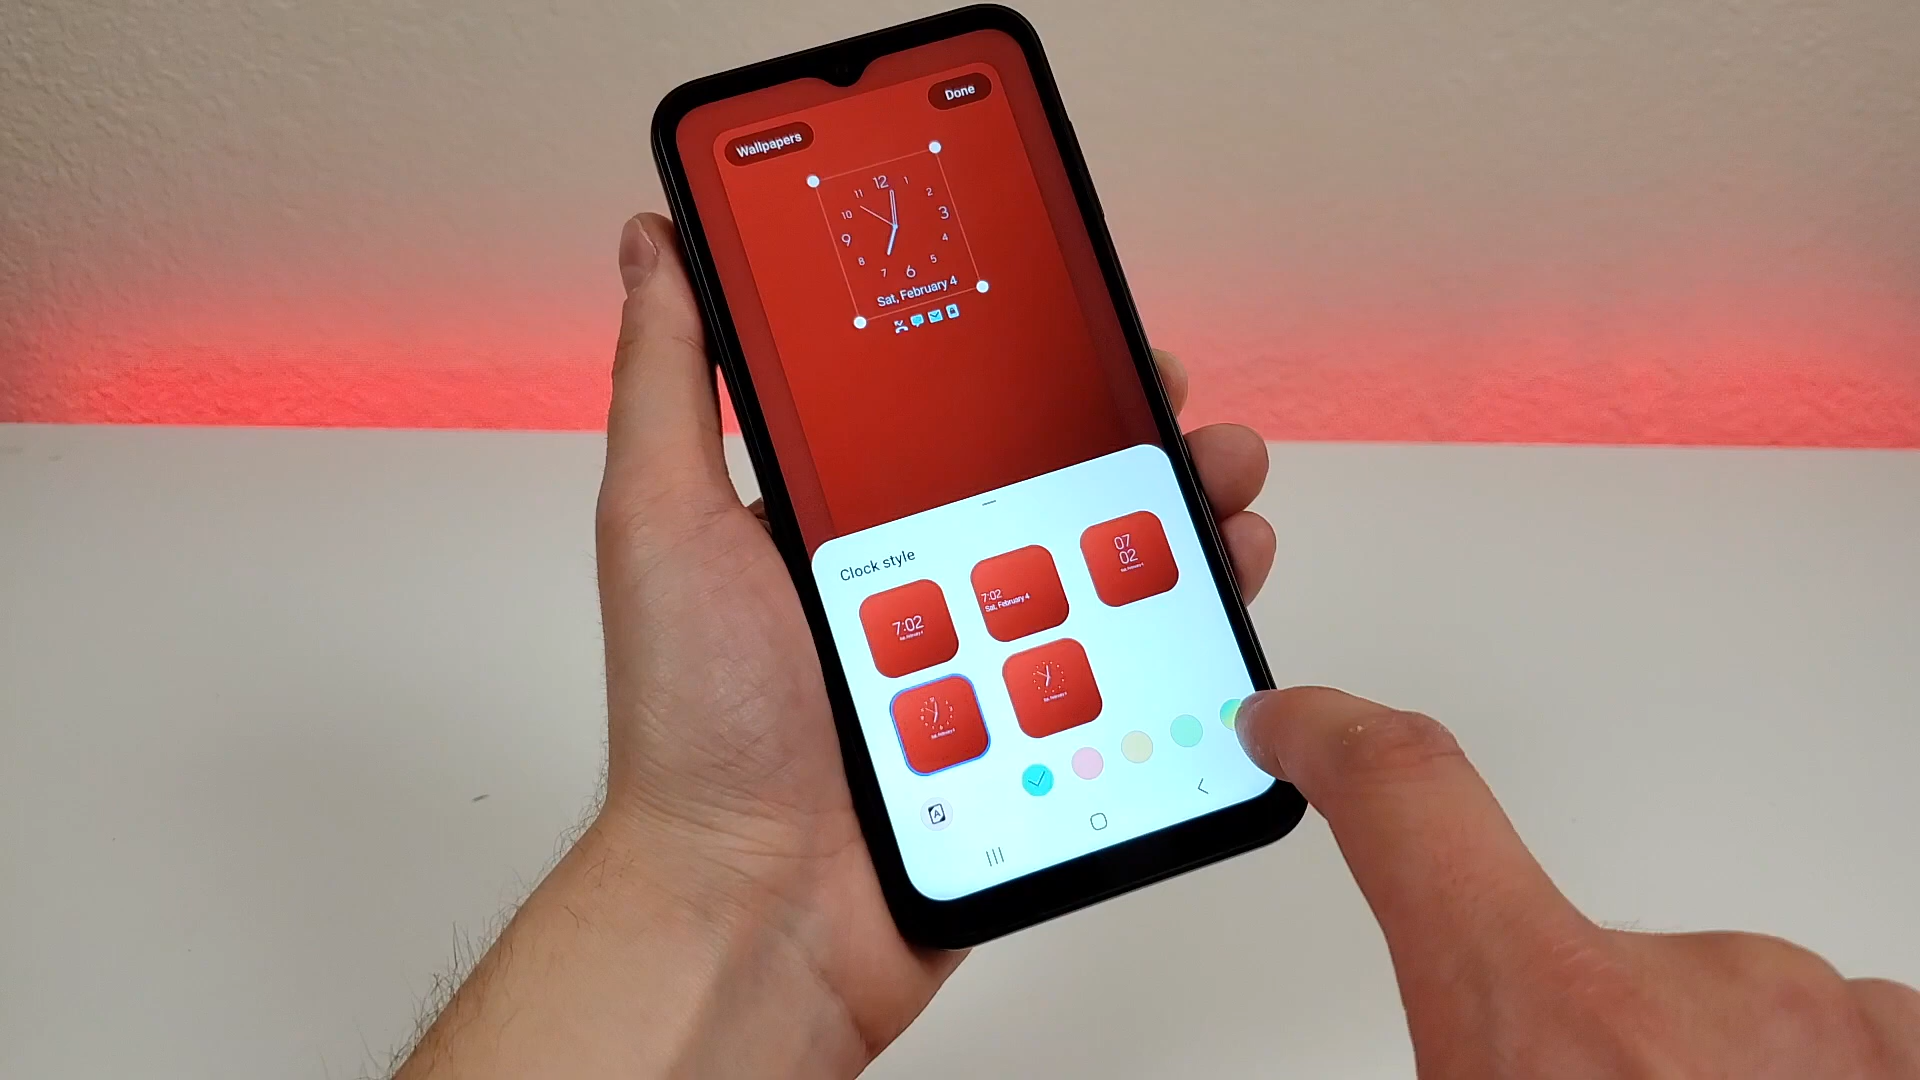 Done
Wallpapers
12
11 1
10 2
9 3
8 4
7 5
6
Sat, February 4
Clock style
7:02
7:02
Sat, February 4
07
02
A